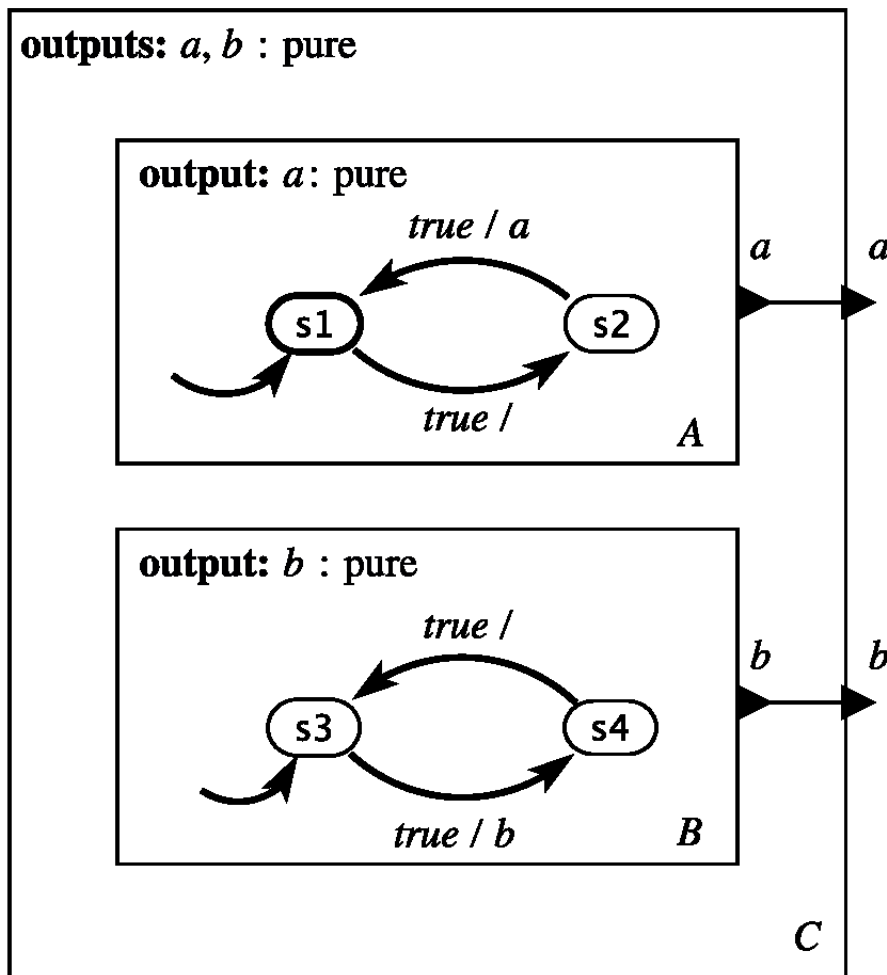 outputs: a, b : pure
output: a: pure
true / a
a
a
s1
s2
true /
A
output: b : pure
true /
b
b
s3
s4
true / b
B
C